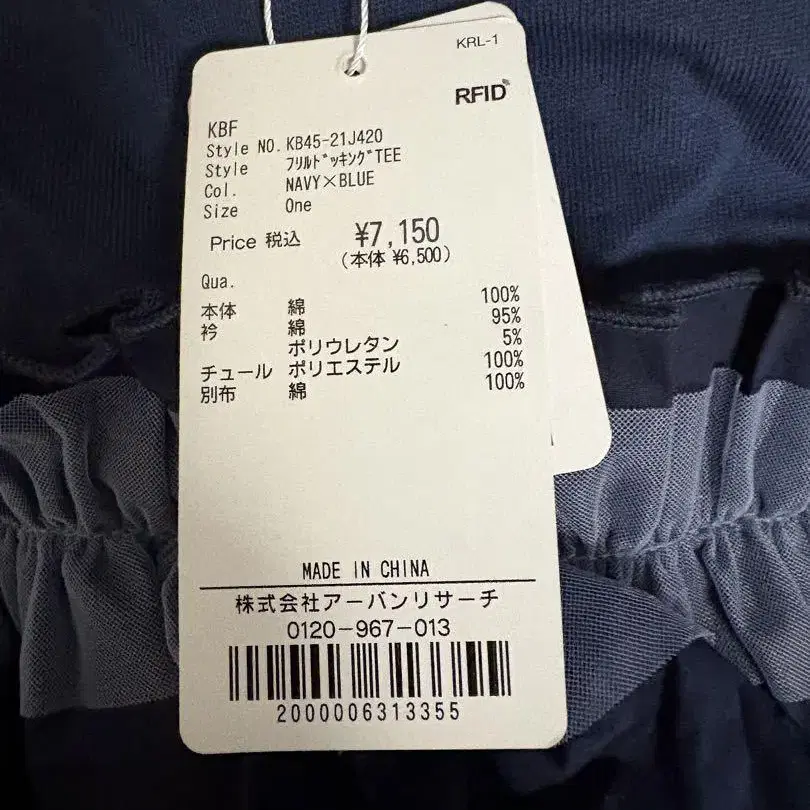 KRL-1
RFID
KBF
Style NO. KB45-21J420
Style フリルドッキングTEE
Col. NAVY×BLUE
Size One
Price 税込 ¥7,150
(本体 ¥6,500)
Qua.
本体 綿 100%
衿 綿 95%
ポリウレタン 5%
チュール ポリエステル 100%
別布 綿 100%
MADE IN CHINA
株式会社アーバンリサーチ
0120-967-013
2000006313355